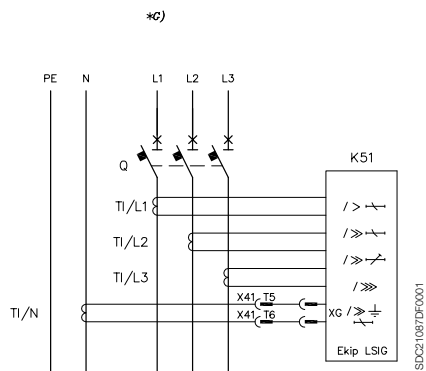 *G)
PE N L1 L2 L3
Q
K51
TI/L1
TI/L2
TI/L3
X41 T5
TI/N
XG
X41 T6
Ekip LSIG
SDC21087DF0001